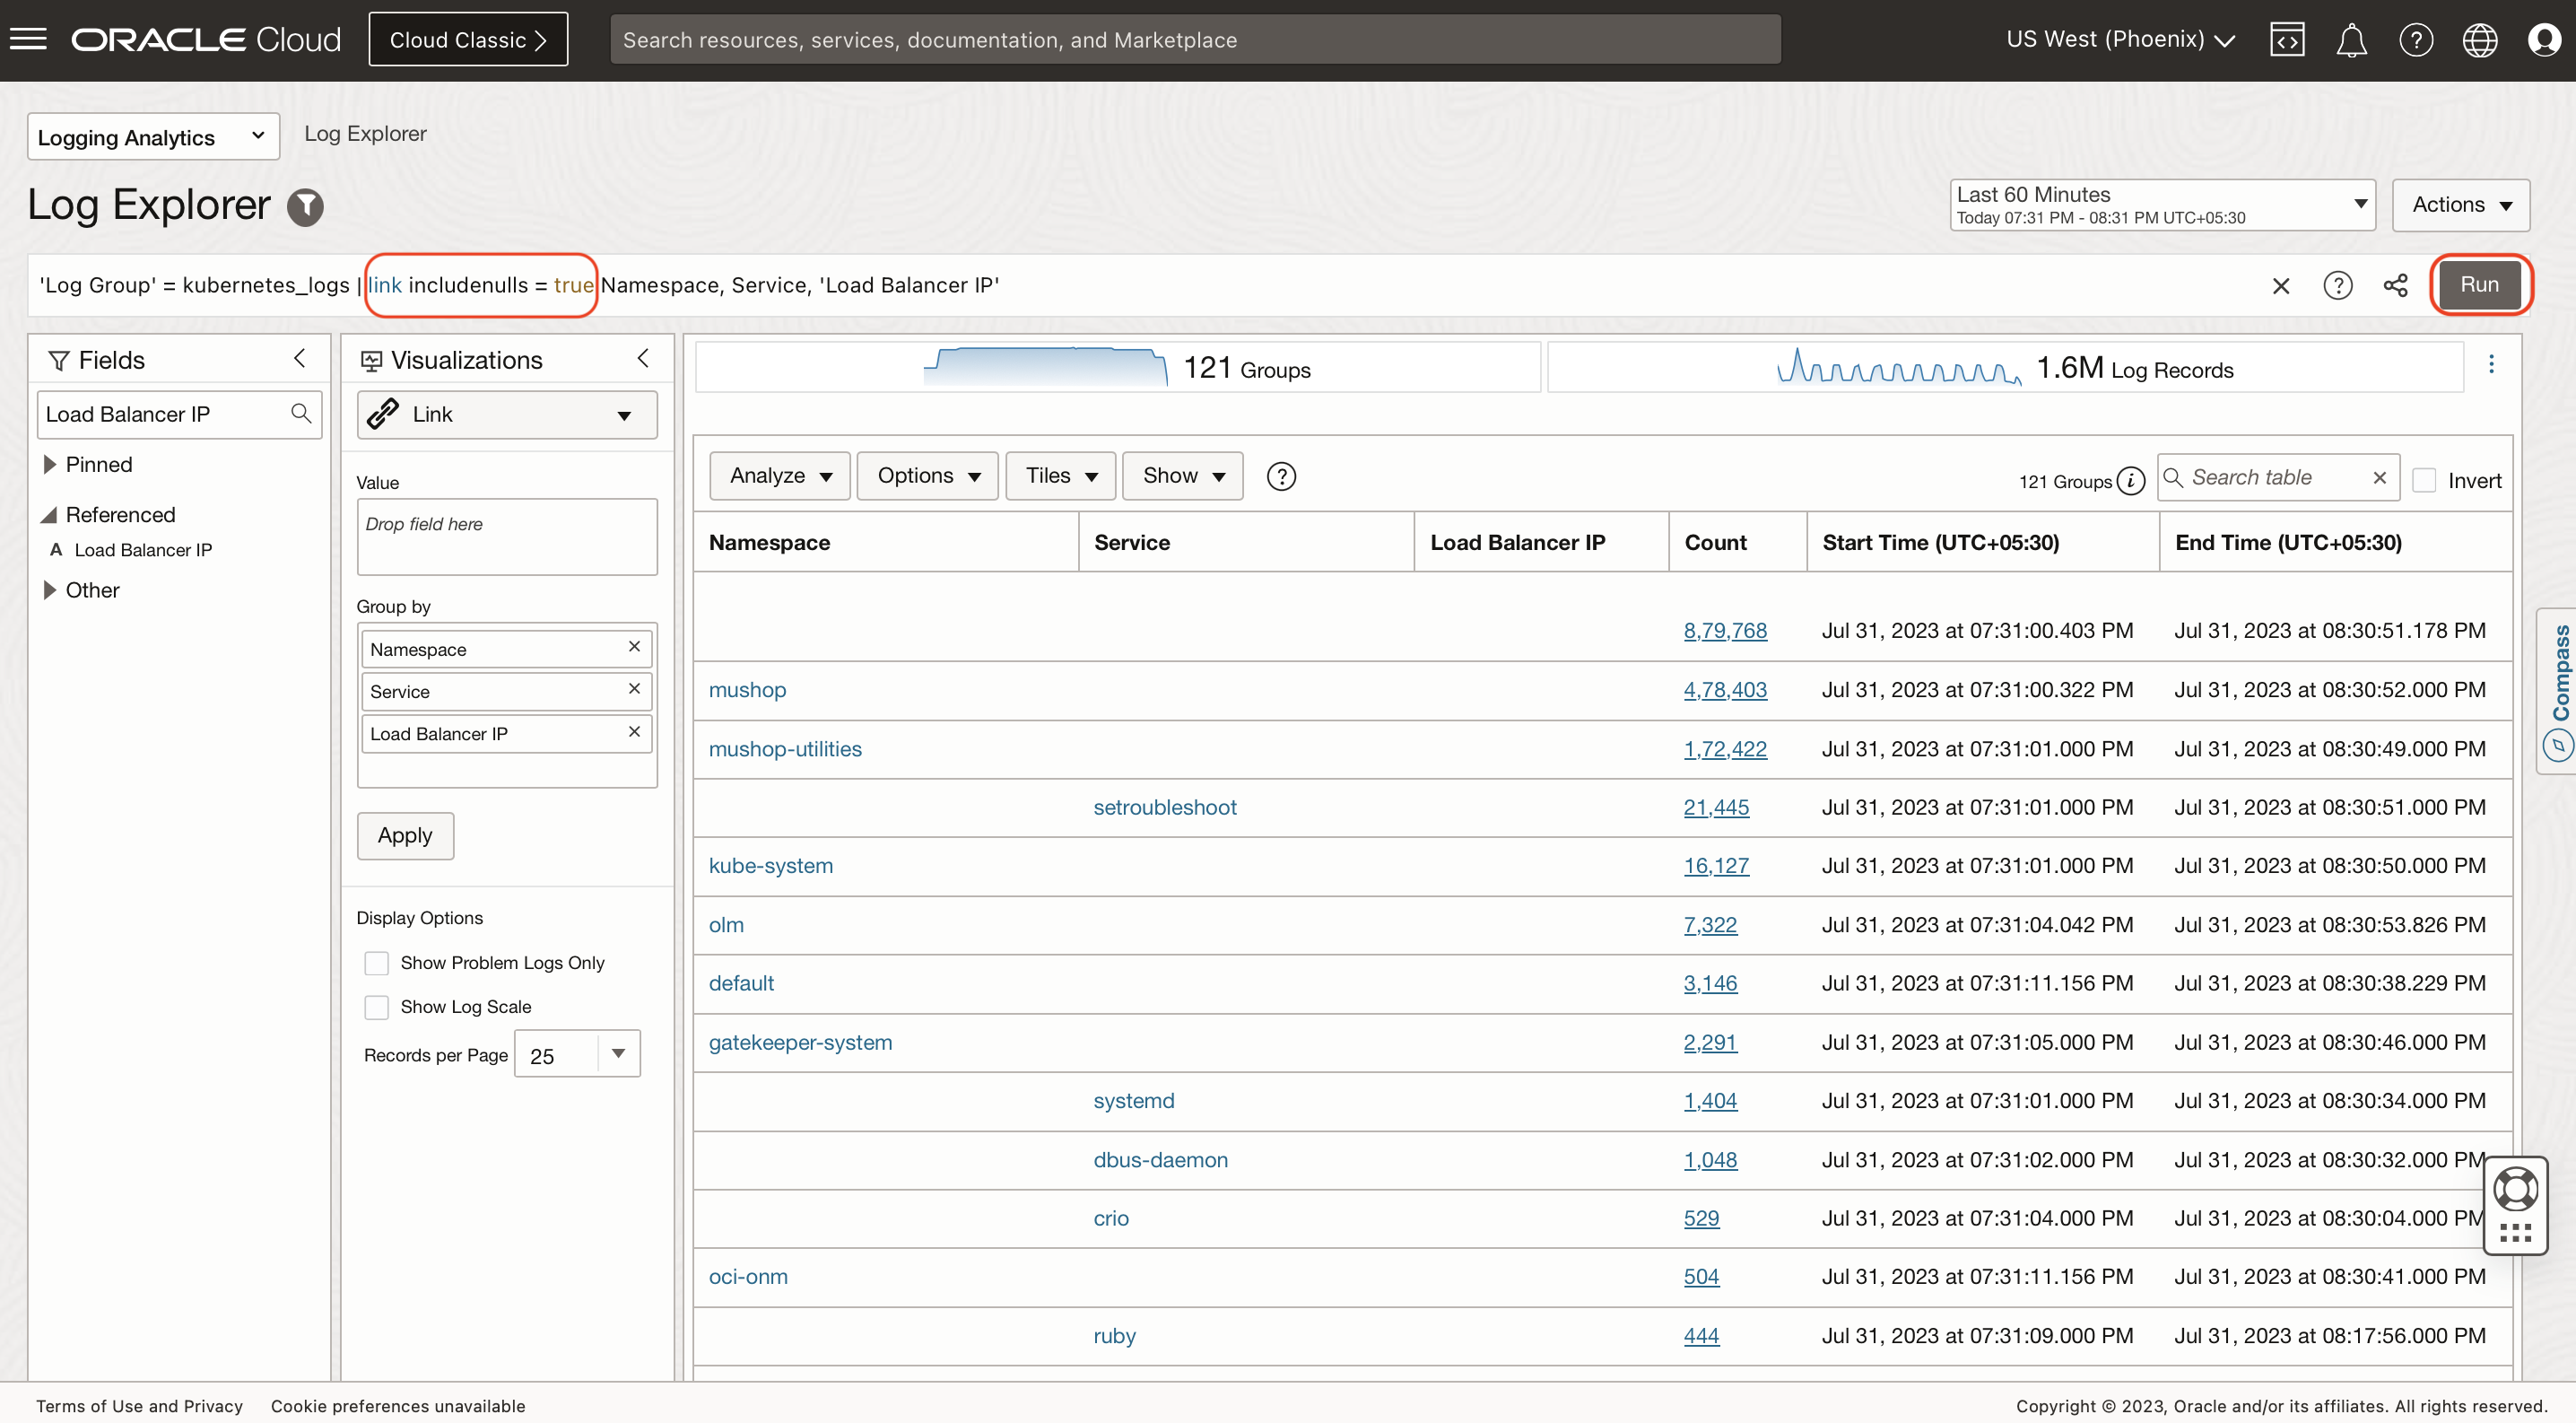 ORACLE Cloud
Cloud Classic
Search resources, services, documentation, and Marketplace
US West (Phoenix)
Logging Analytics
Log Explorer
Log Explorer
Last 60 Minutes
Today 07:31 PM - 08:31 PM UTC+05:30
Actions
'Log Group' = kubernetes_logs | link includenulls = true Namespace, Service, 'Load Balancer IP'
Run
Fields
Load Balancer IP
Pinned
Referenced
A Load Balancer IP
Other
Visualizations
Link
Value
Drop field here
Group by
Namespace
Service
Load Balancer IP
Apply
Display Options
Show Problem Logs Only
Show Log Scale
Records per Page 25
121 Groups
1.6M Log Records
Analyze Options Tiles Show
121 Groups
Search table
Invert
Namespace Service Load Balancer IP Count Start Time (UTC+05:30) End Time (UTC+05:30)
8,79,768 Jul 31, 2023 at 07:31:00.403 PM Jul 31, 2023 at 08:30:51.178 PM
mushop 4,78,403 Jul 31, 2023 at 07:31:00.322 PM Jul 31, 2023 at 08:30:52.000 PM
mushop-utilities 1,72,422 Jul 31, 2023 at 07:31:01.000 PM Jul 31, 2023 at 08:30:49.000 PM
setroubleshoot 21,445 Jul 31, 2023 at 07:31:01.000 PM Jul 31, 2023 at 08:30:51.000 PM
kube-system 16,127 Jul 31, 2023 at 07:31:01.000 PM Jul 31, 2023 at 08:30:50.000 PM
olm 7,322 Jul 31, 2023 at 07:31:04.042 PM Jul 31, 2023 at 08:30:53.826 PM
default 3,146 Jul 31, 2023 at 07:31:11.156 PM Jul 31, 2023 at 08:30:38.229 PM
gatekeeper-system 2,291 Jul 31, 2023 at 07:31:05.000 PM Jul 31, 2023 at 08:30:46.000 PM
systemd 1,404 Jul 31, 2023 at 07:31:01.000 PM Jul 31, 2023 at 08:30:34.000 PM
dbus-daemon 1,048 Jul 31, 2023 at 07:31:02.000 PM Jul 31, 2023 at 08:30:32.000 PM
crio 529 Jul 31, 2023 at 07:31:04.000 PM Jul 31, 2023 at 08:30:04.000 PM
oci-onm 504 Jul 31, 2023 at 07:31:11.156 PM Jul 31, 2023 at 08:30:41.000 PM
ruby 444 Jul 31, 2023 at 07:31:09.000 PM Jul 31, 2023 at 08:17:56.000 PM
Compass
Terms of Use and Privacy Cookie preferences unavailable
Copyright © 2023, Oracle and/or its affiliates. All rights reserved.